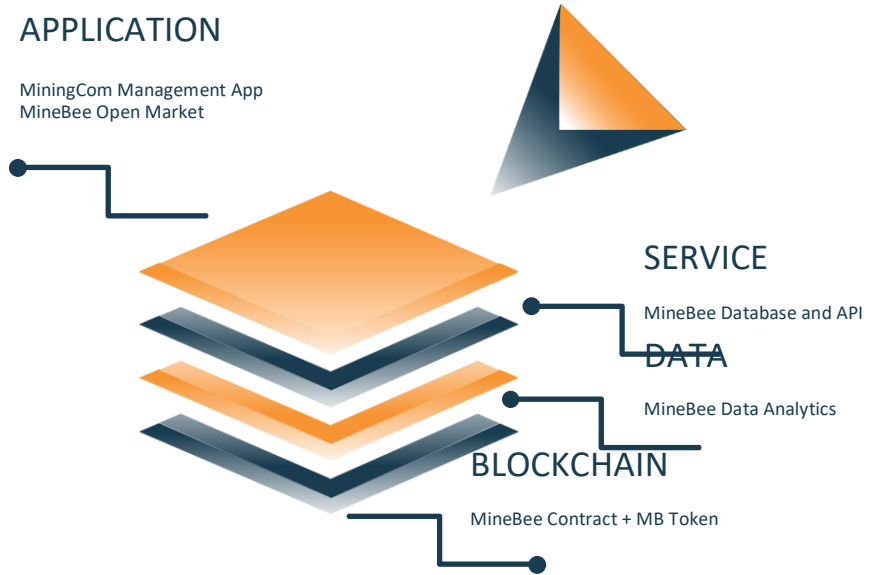 APPLICATION
MiningCom Management App
MineBee Open Market
SERVICE
MineBee Database and API
DATA
MineBee Data Analytics
BLOCKCHAIN
MineBee Contract + MB Token